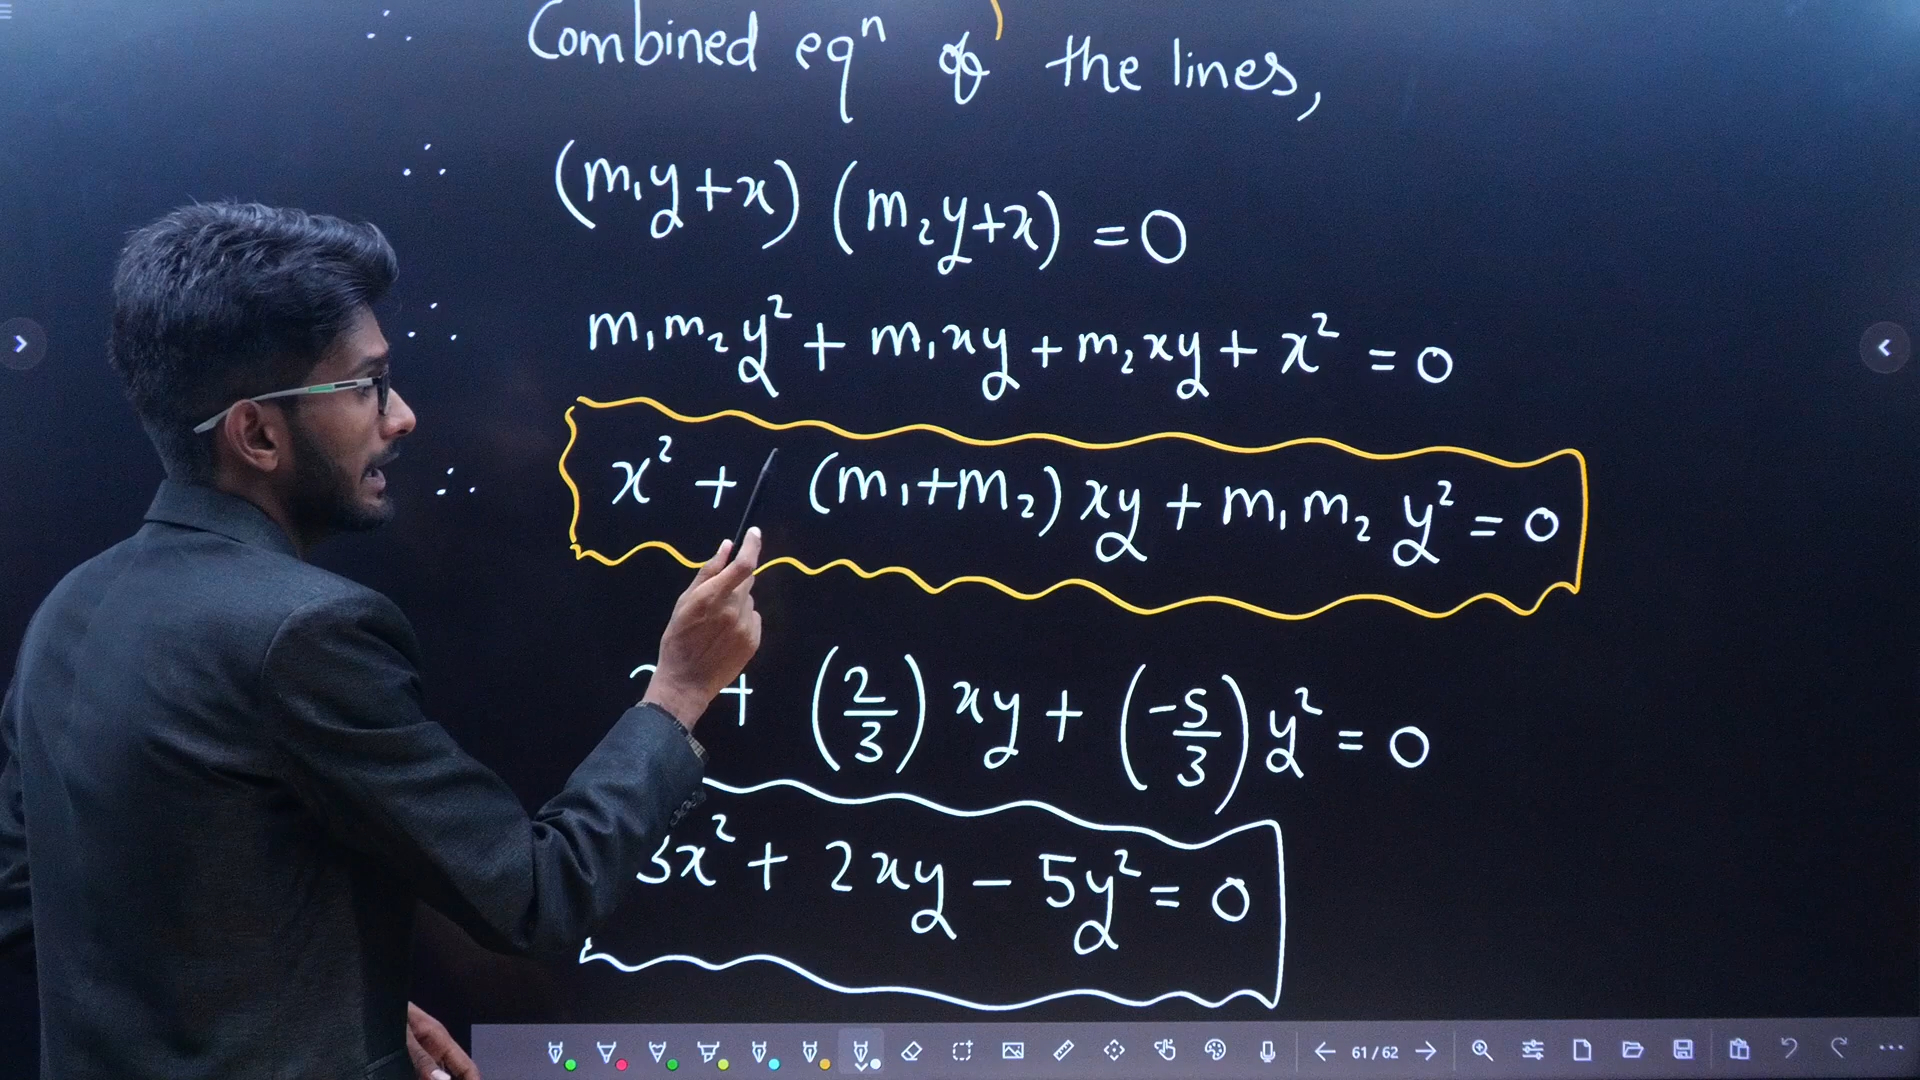 ∴ Combined eqⁿ of the lines,
∴ (m₁y+x) (m₂y+x) = 0
∴ m₁m₂y² + m₁xy + m₂xy + x² = 0
∴ x² + (m₁+m₂) xy + m₁m₂ y² = 0
+ (2/3) xy + (-5/3) y² = 0
3x² + 2xy - 5y² = 0
61 / 62